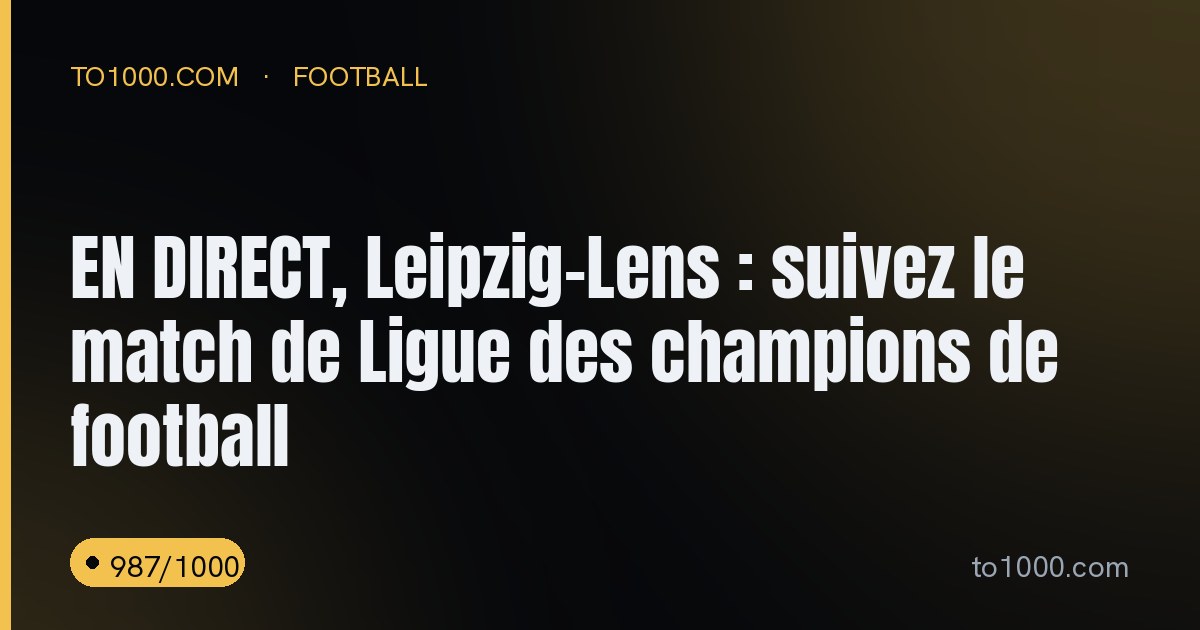 TO1000.COM · FOOTBALL
EN DIRECT, Leipzig-Lens : suivez le
match de Ligue des champions de
football
987/1000
to1000.com